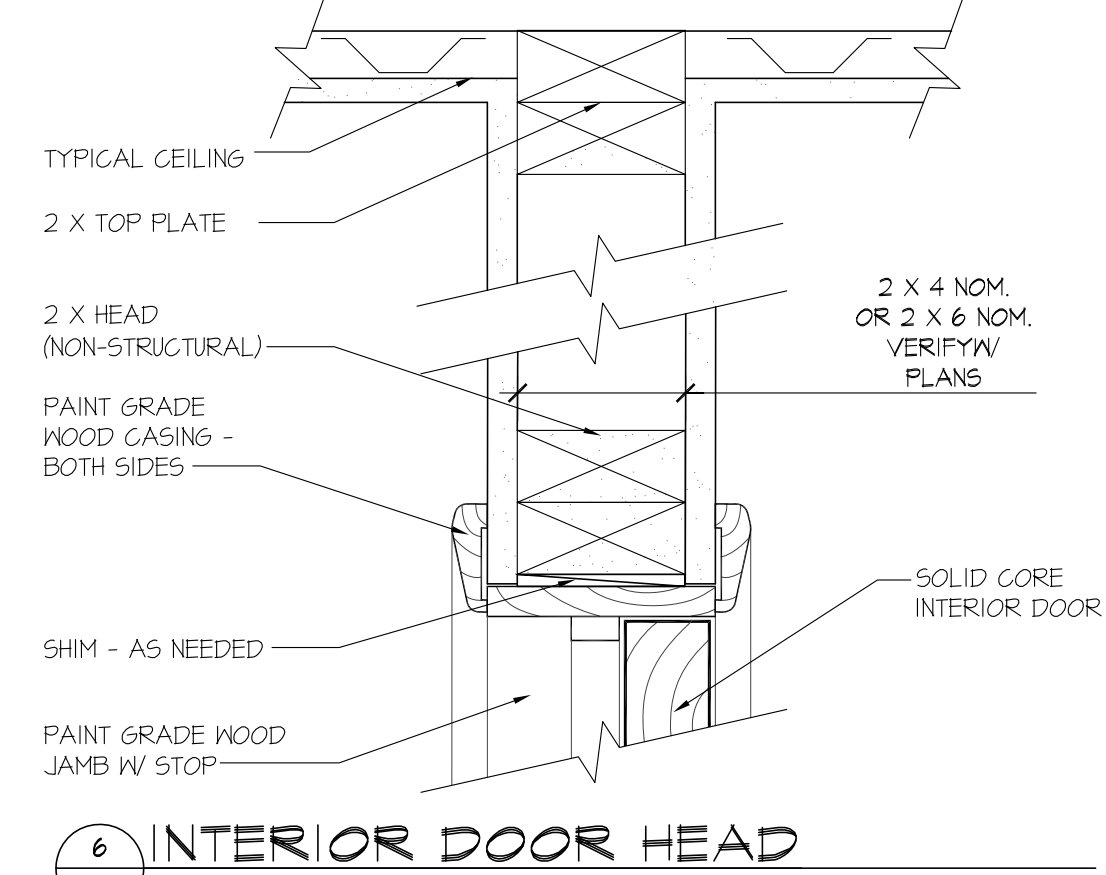 TYPICAL CEILING
2 X TOP PLATE
2 X HEAD
(NON-STRUCTURAL)
PAINT GRADE
WOOD CASING -
BOTH SIDES
SHIM - AS NEEDED
PAINT GRADE WOOD
JAMB W/ STOP
2 X 4 NOM.
OR 2 X 6 NOM.
VERIFYW/
PLANS
SOLID CORE
INTERIOR DOOR
6 INTERIOR DOOR HEAD